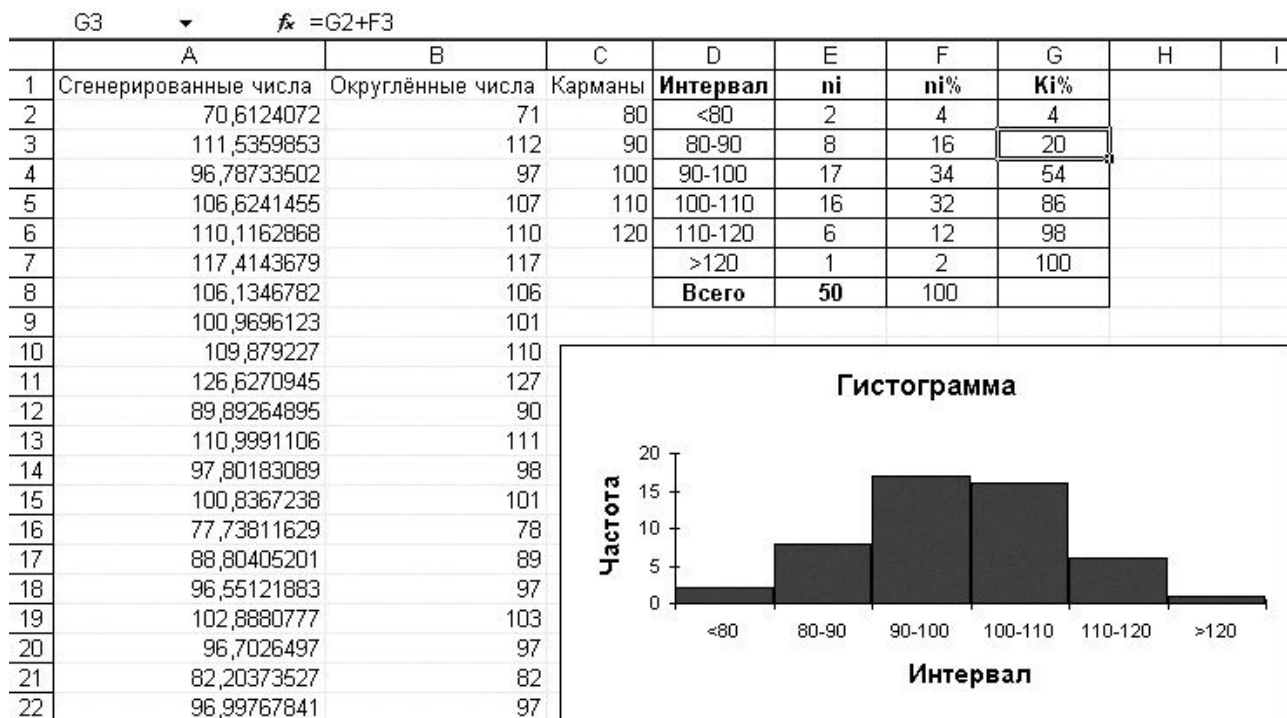 G3 fx =G2+F3
A B C D E F G H I
1 Сгенерированные числа Округлённые числа Карманы Интервал ni ni% Ki%
2 70,6124072 71 80 <80 2 4 4
3 111,5359853 112 90 80-90 8 16 20
4 96,78733502 97 100 90-100 17 34 54
5 106,6241455 107 110 100-110 16 32 86
6 110,1162868 110 120 110-120 6 12 98
7 117,4143679 117 >120 1 2 100
8 106,1346782 106 Всего 50 100
9 100,9696123 101
10 109,879227 110
11 126,6270945 127
12 89,89264895 90
13 110,9991106 111
14 97,80183089 98
15 100,8367238 101
16 77,73811629 78
17 88,80405201 89
18 96,55121883 97
19 102,8880777 103
20 96,7026497 97
21 82,20373527 82
22 96,99767841 97
Гистограмма
Частота
20
15
10
5
0
<80 80-90 90-100 100-110 110-120 >120
Интервал